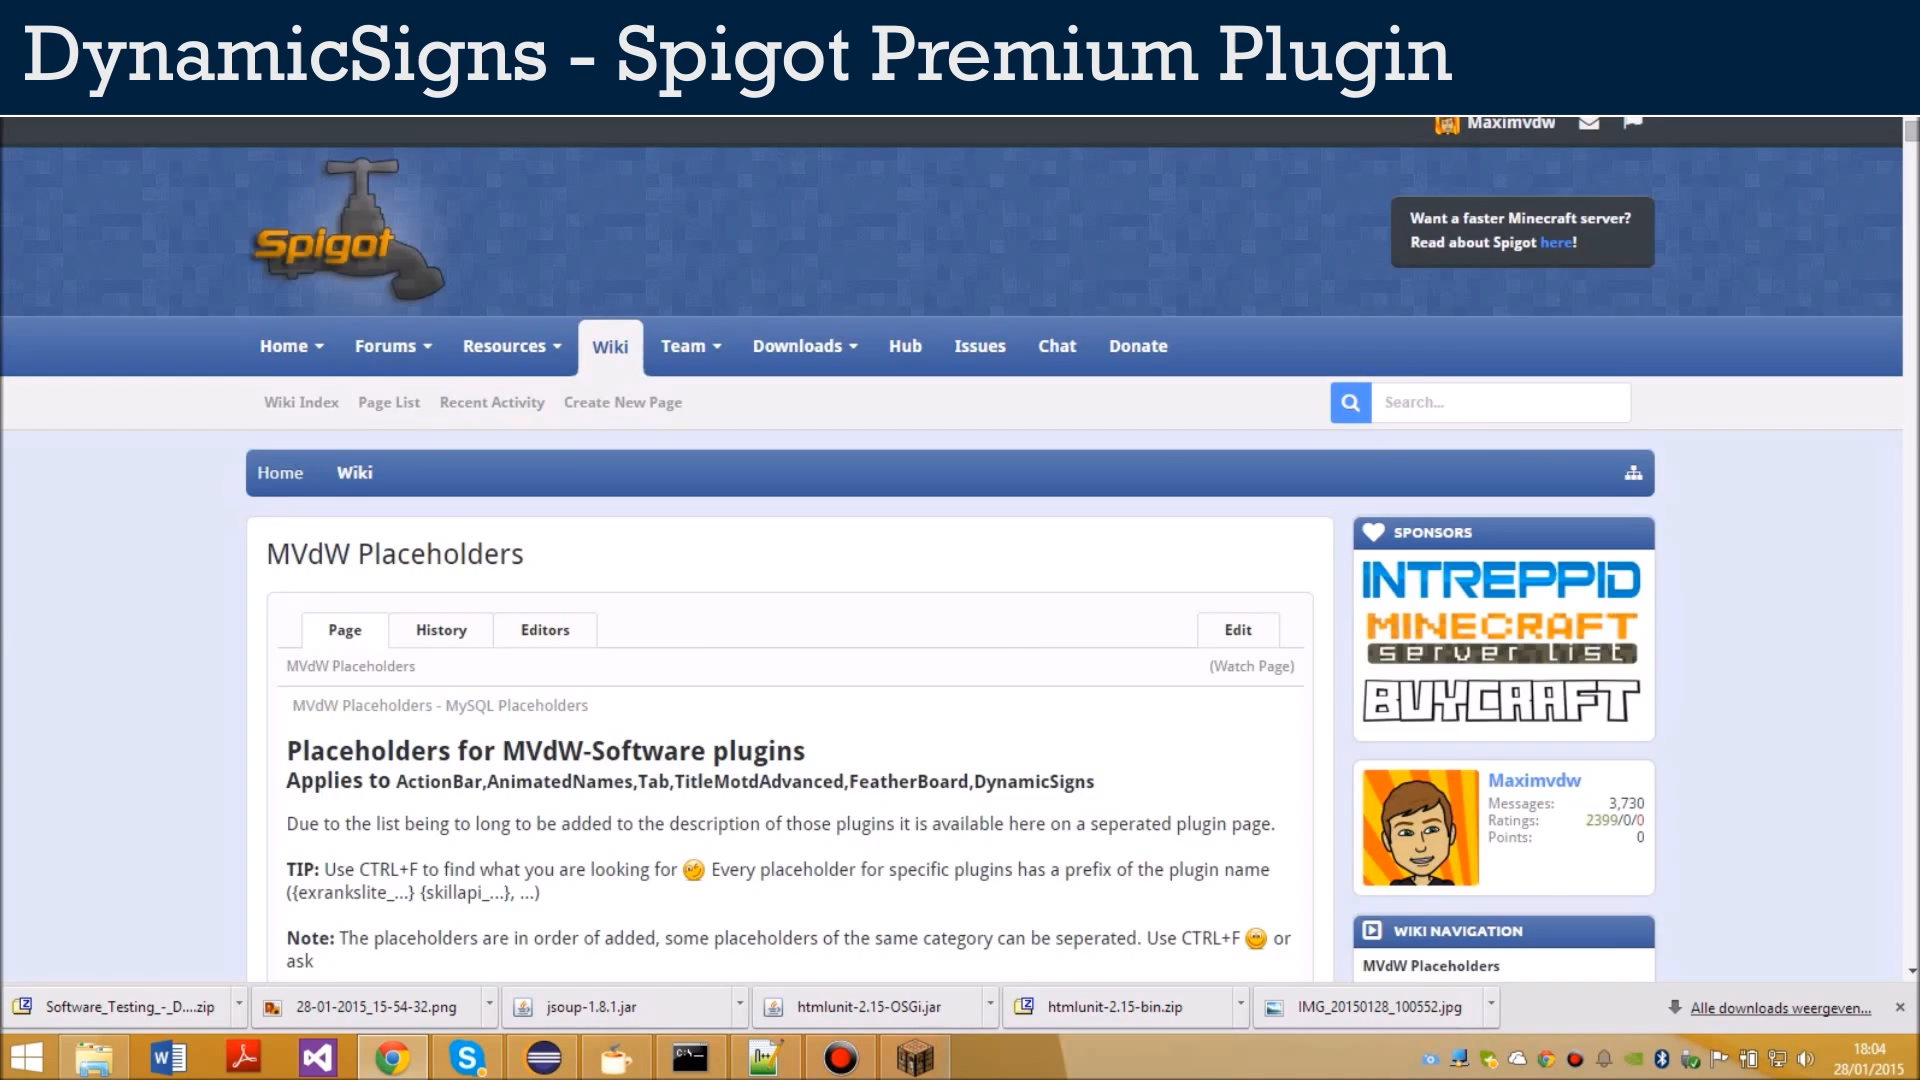 DynamicSigns - Spigot Premium Plugin
Maximvdw
Spigot
Want a faster Minecraft server?
Read about Spigot here!
Home Forums Resources Wiki Team Downloads Hub Issues Chat Donate
Wiki Index Page List Recent Activity Create New Page
Search...
Home Wiki
MVdW Placeholders
Page History Editors Edit
MVdW Placeholders (Watch Page)
MVdW Placeholders - MySQL Placeholders
Placeholders for MVdW-Software plugins
Applies to ActionBar,AnimatedNames,Tab,TitleMotdAdvanced,FeatherBoard,DynamicSigns
Due to the list being to long to be added to the description of those plugins it is available here on a seperated plugin page.
TIP: Use CTRL+F to find what you are looking for Every placeholder for specific plugins has a prefix of the plugin name
({exrankslite_...} {skillapi_...}, ...)
Note: The placeholders are in order of added, some placeholders of the same category can be seperated. Use CTRL+F or
ask
SPONSORS
INTREPPID
MINECRAFT
server list
BUYCRAFT
Maximvdw
Messages: 3,730
Ratings: 2399/0/0
Points: 0
WIKI NAVIGATION
MVdW Placeholders
Software_Testing_-_D....zip 28-01-2015_15-54-32.png jsoup-1.8.1.jar htmlunit-2.15-OSGi.jar htmlunit-2.15-bin.zip IMG_20150128_100552.jpg Alle downloads weergeven...
18:04
28/01/2015